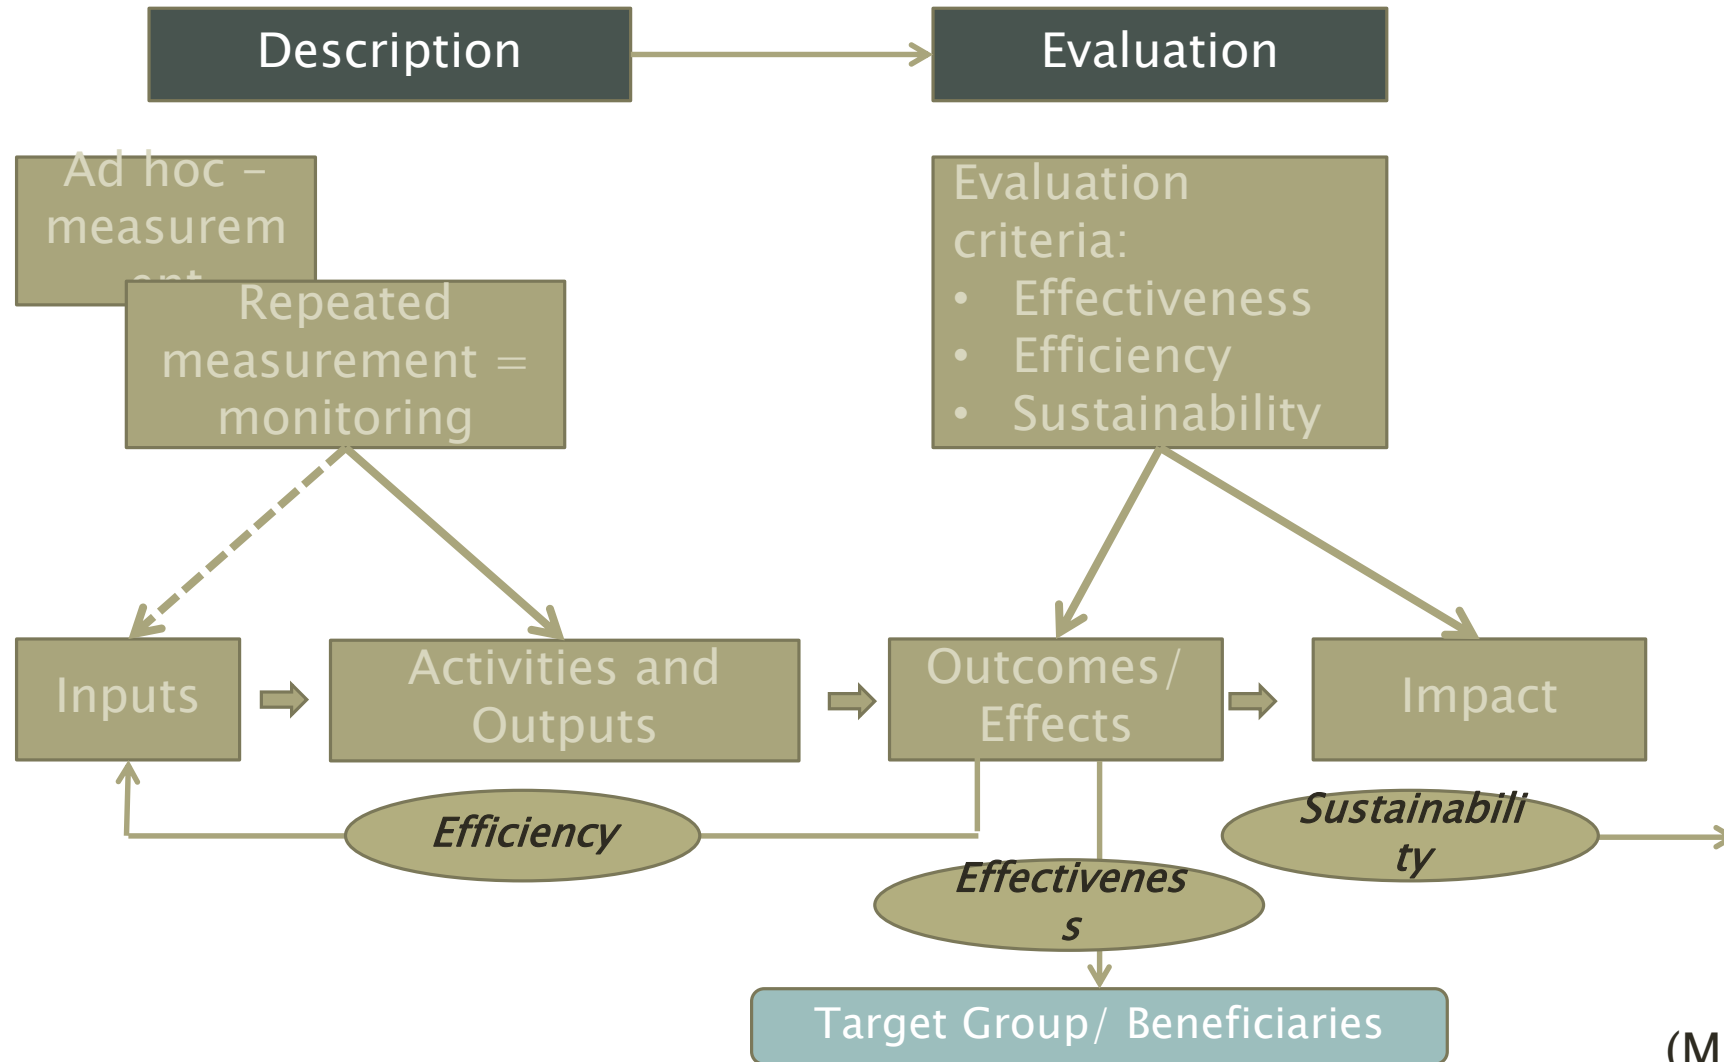 Description
Evaluation
Ad hoc –
measurem
ent
Repeated
measurement =
monitoring
Evaluation
criteria:
• Effectiveness
• Efficiency
• Sustainability
Inputs
Activities and
Outputs
Outcomes/
Effects
Impact
Efficiency
Effectivenes
s
Sustainabili
ty
Target Group/ Beneficiaries
(M